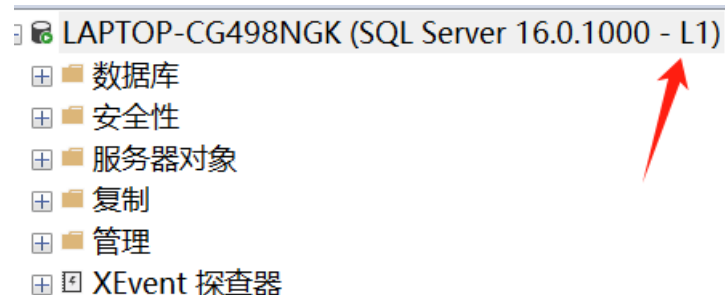 LAPTOP-CG498NGK (SQL Server 16.0.1000 - L1)
数据库
安全性
服务器对象
复制
管理
XEvent 探查器